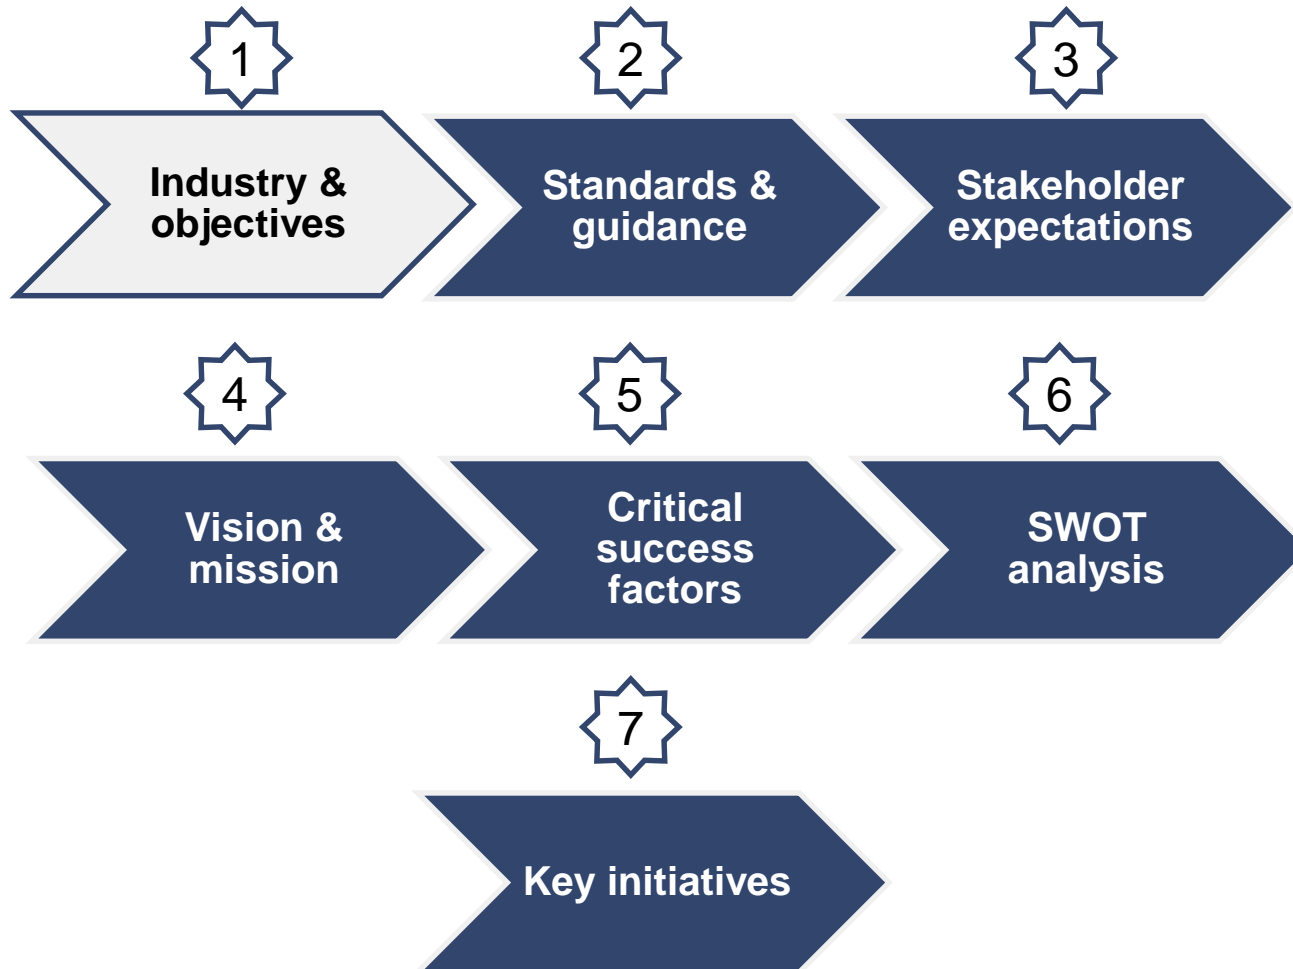 1
2
3
Industry &
objectives
Standards &
guidance
Stakeholder
expectations
4
5
6
Vision &
mission
Critical
success
factors
SWOT
analysis
7
Key initiatives